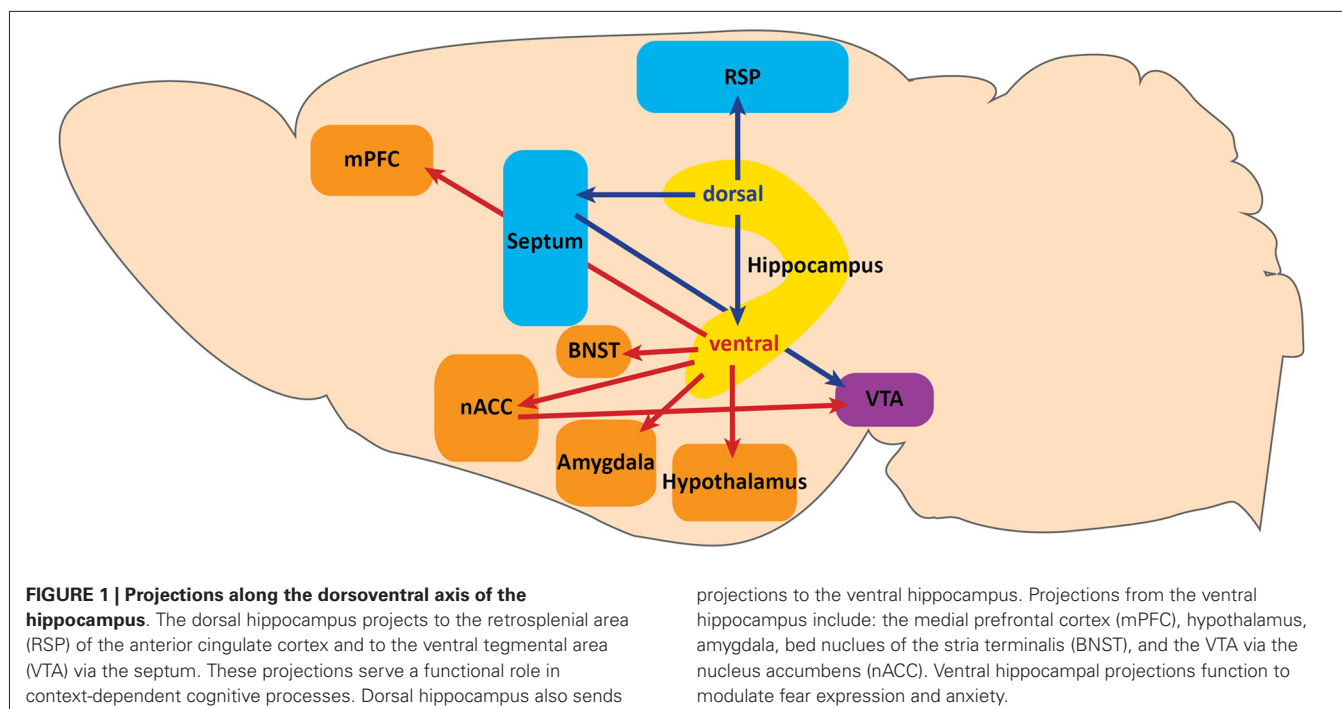 RSP
mPFC
dorsal
Septum
Hippocampus
ventral
BNST
nACC
VTA
Amygdala
Hypothalamus
FIGURE 1 | Projections along the dorsoventral axis of the
hippocampus. The dorsal hippocampus projects to the retrosplenial area
(RSP) of the anterior cingulate cortex and to the ventral tegmental area
(VTA) via the septum. These projections serve a functional role in
context-dependent cognitive processes. Dorsal hippocampus also sends
projections to the ventral hippocampus. Projections from the ventral
hippocampus include: the medial prefrontal cortex (mPFC), hypothalamus,
amygdala, bed nuclues of the stria terminalis (BNST), and the VTA via the
nucleus accumbens (nACC). Ventral hippocampal projections function to
modulate fear expression and anxiety.